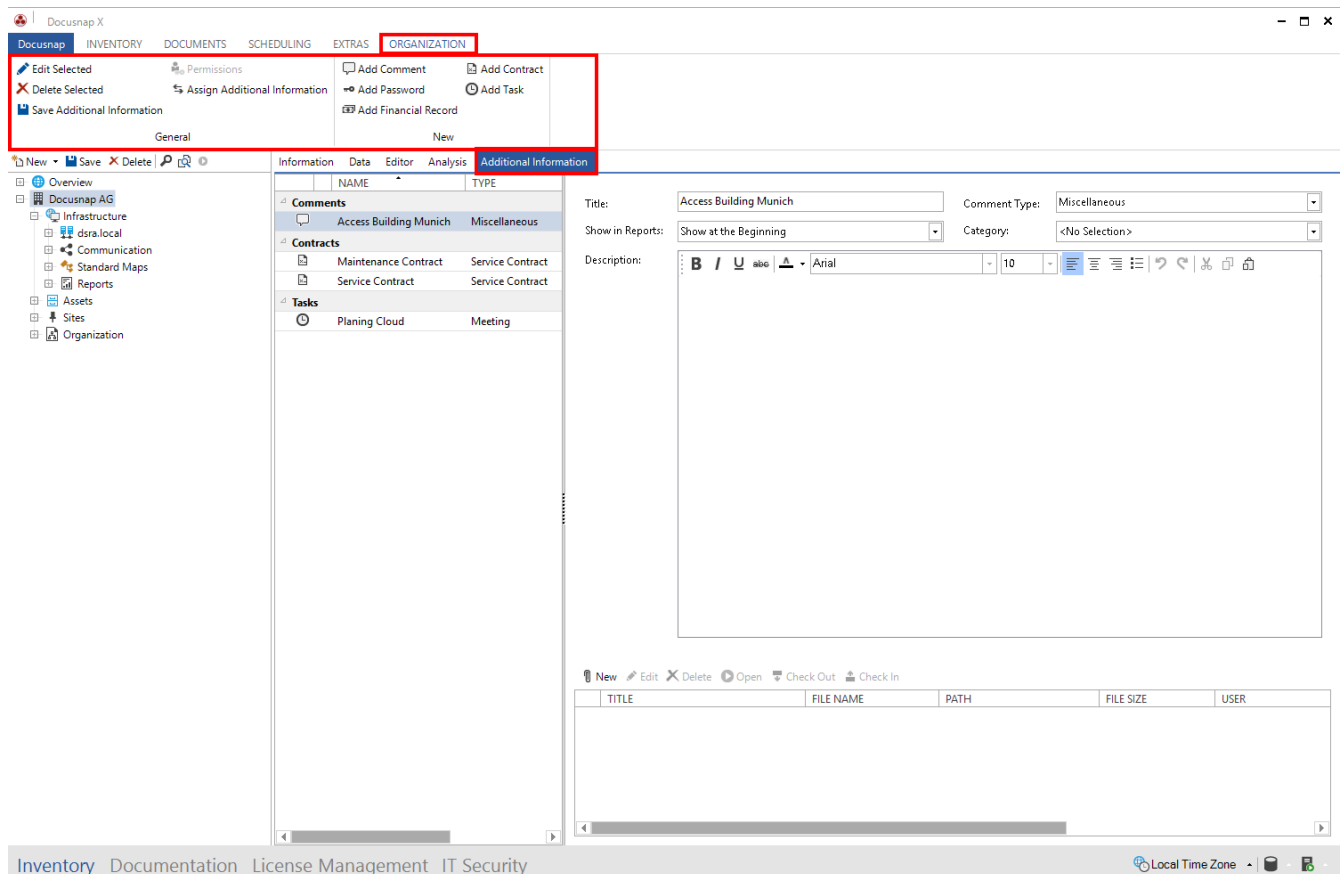 Docusnap X
Docusnap INVENTORY DOCUMENTS SCHEDULING EXTRAS ORGANIZATION
Edit Selected Permissions Add Comment Add Contract
Delete Selected Assign Additional Information Add Password Add Task
Save Additional Information Add Financial Record
General New
New Save Delete Information Data Editor Analysis Additional Information
Overview
Docusnap AG
Infrastructure
dsra.local
Communication
Standard Maps
Reports
Assets
Sites
Organization
NAME TYPE
Comments
Access Building Munich Miscellaneous
Contracts
Maintenance Contract Service Contract
Service Contract Service Contract
Tasks
Planing Cloud Meeting
Title: Access Building Munich Comment Type: Miscellaneous
Show in Reports: Show at the Beginning Category: <No Selection>
Description: B I U abc A Arial 10
New Edit Delete Open Check Out Check In
TITLE FILE NAME PATH FILE SIZE USER
Inventory Documentation License Management IT Security Local Time Zone